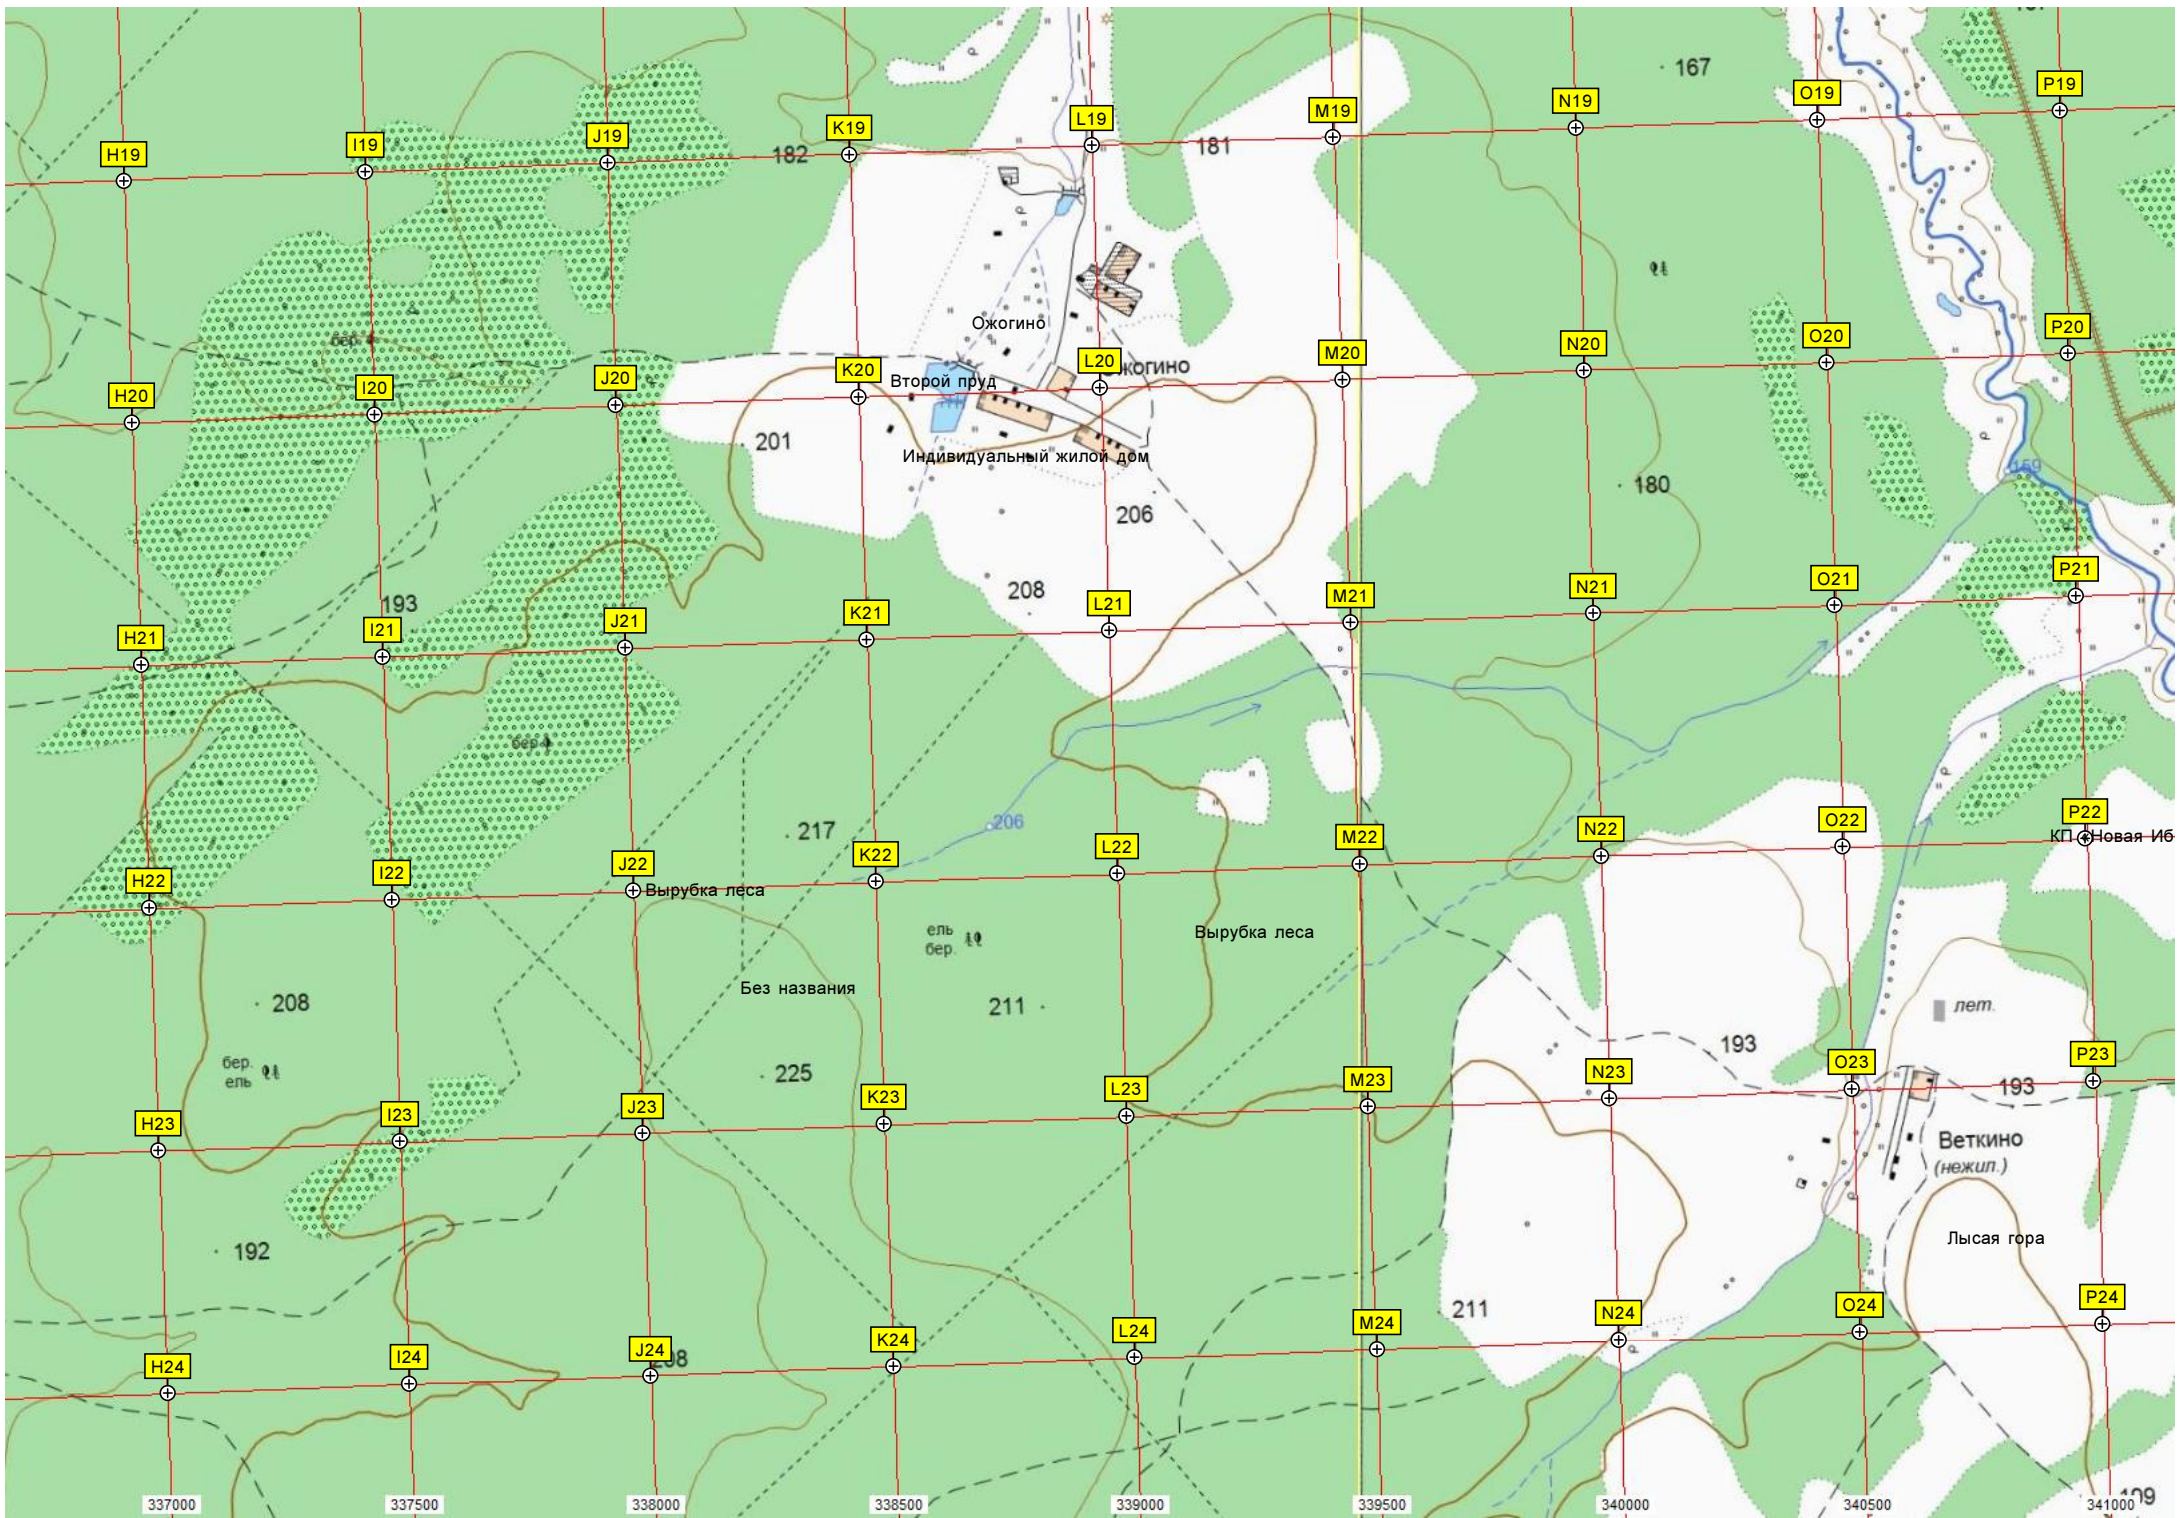 167
P19
O19
N19
M19
L19
K19
J19
I19
H19
182
181
бер.
Ожогино
P20
O20
N20
M20
L20
K20
J20
I20
H20
Второй пруд
201
Индивидуальный жилой дом
159
180
206
P21
O21
N21
M21
L21
K21
J21
I21
H21
193
208
бер.
217
206
P22
O22
N22
M22
L22
K22
J22
I22
H22
КП Новая Иб
Вырубка леса
ель
бер.
Вырубка леса
Без названия
208
211
лет.
193
225
бер.
ель
P23
O23
N23
M23
L23
K23
J23
I23
H23
193
Веткино
(нежил.)
192
Лысая гора
211
P24
O24
N24
M24
L24
K24
J24
I24
H24
337000 337500 338000 338500 339000 339500 340000 340500 341000